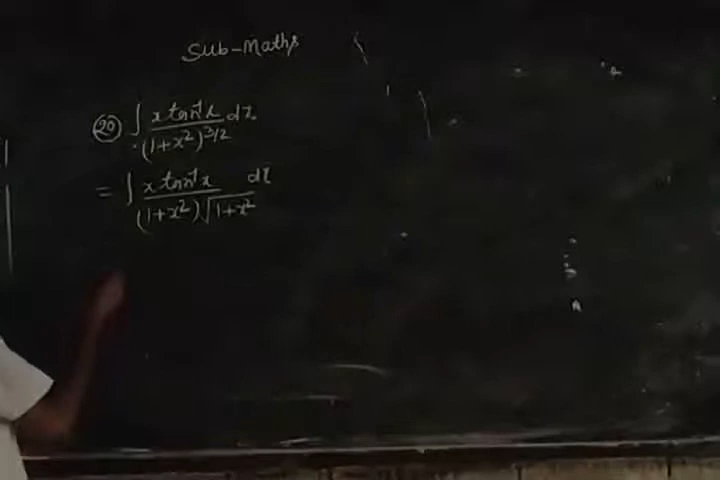 Sub-Maths
⑳ ∫ x tan⁻¹x / (1+x²)^3/2 dx
= ∫ x tan⁻¹x / (1+x²)√1+x² dx